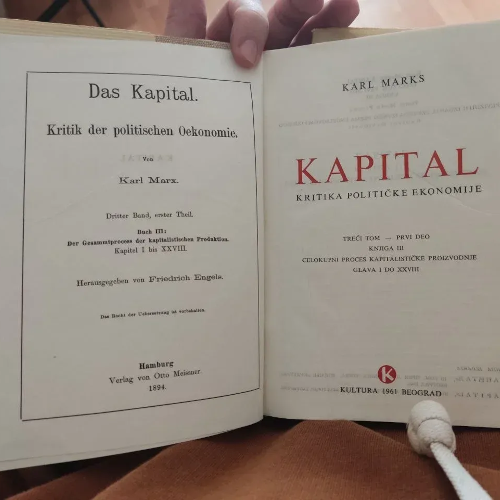 Das Kapital.
Kritik der politischen Oekonomie.
Von
Karl Marx.
Dritter Band, erster Theil.
Buch III:
Der Gesammtprocess der kapitalistischen Produktion.
Kapitel I bis XXVIII.
Herausgegeben von Friedrich Engels.
Das Recht der Uebersetzung ist vorbehalten.
Hamburg
Verlag von Otto Meissner.
1894.
KARL MARKS
KAPITAL
KRITIKA POLITIČKE EKONOMIJE
TREĆI TOM — PRVI DEO
KNJIGA III
CELOKUPNI PROCES KAPITALISTIČKE PROIZVODNJE
GLAVA I DO XXVIII
K
KULTURA 1961 BEOGRAD